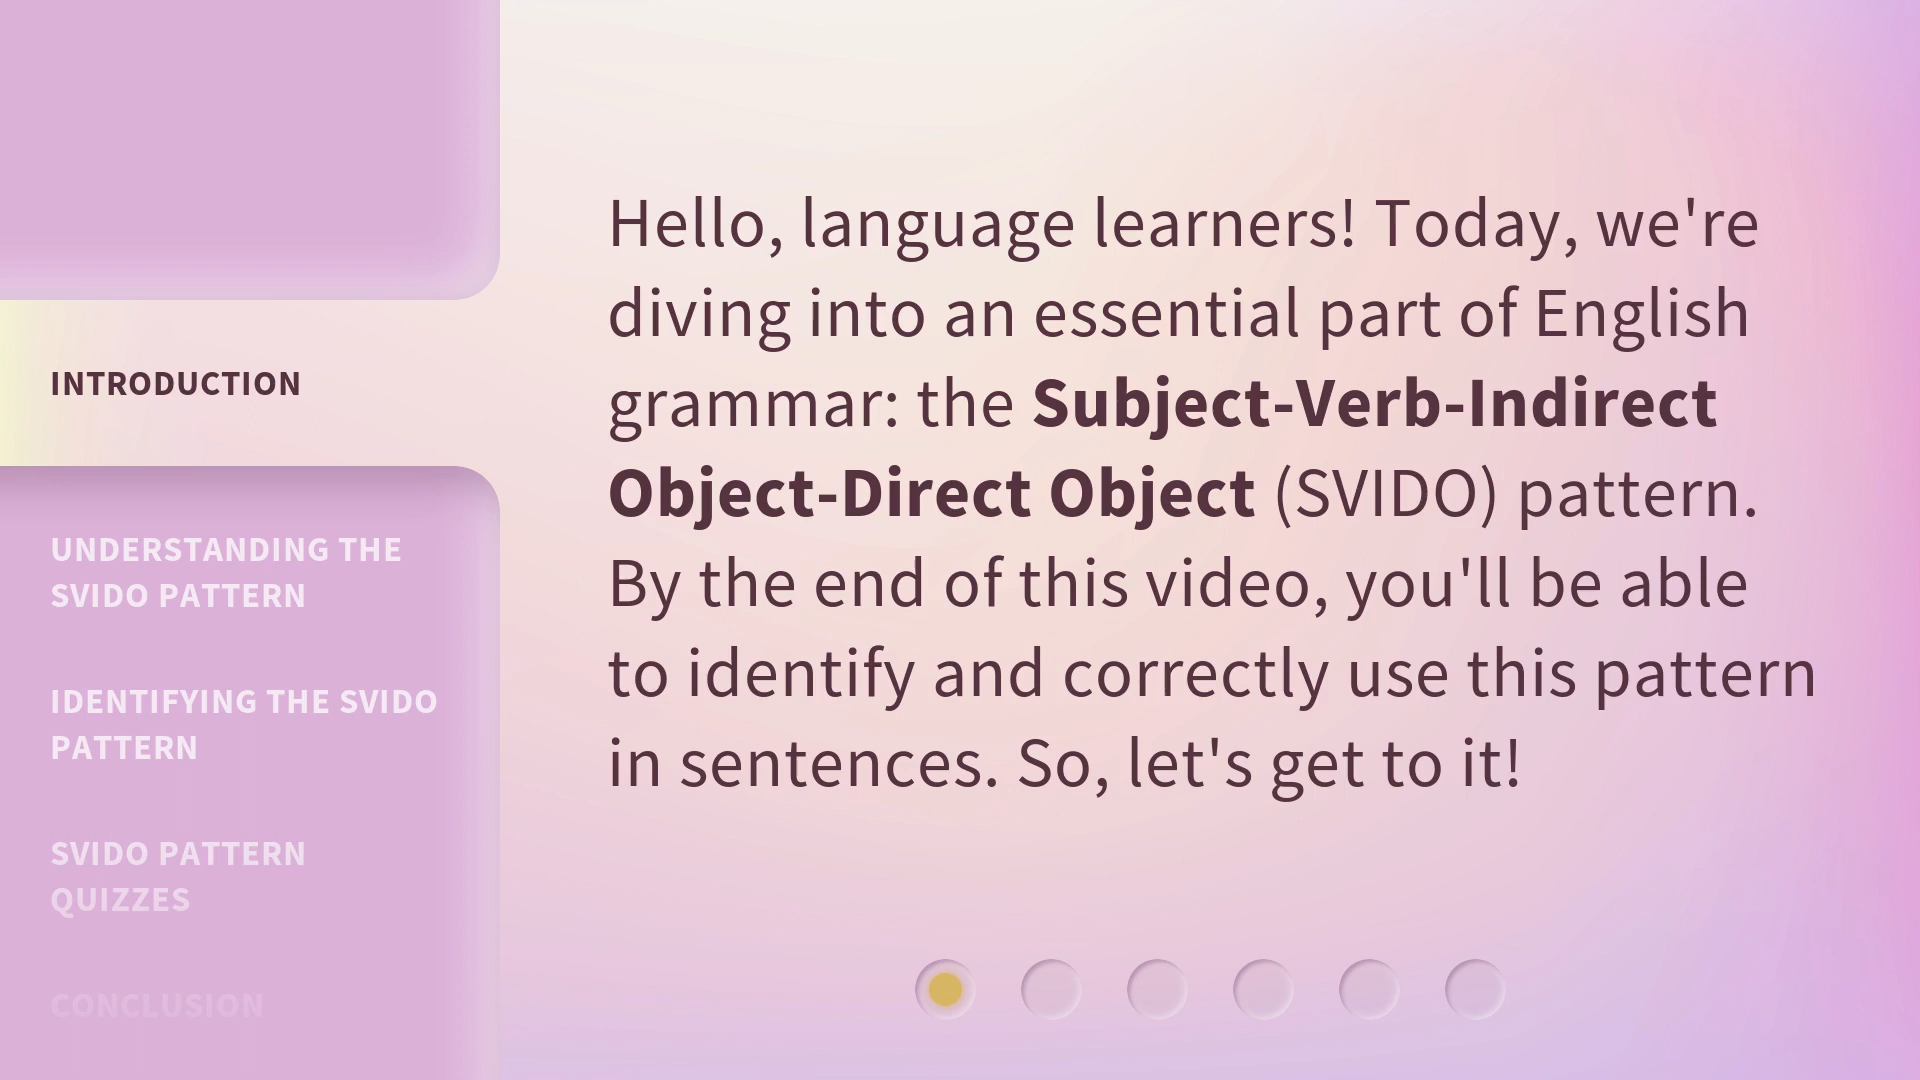 INTRODUCTION
UNDERSTANDING THE
SVIDO PATTERN
IDENTIFYING THE SVIDO
PATTERN
SVIDO PATTERN
QUIZZES
CONCLUSION
Hello, language learners! Today, we're
diving into an essential part of English
grammar: the Subject-Verb-Indirect
Object-Direct Object (SVIDO) pattern.
By the end of this video, you'll be able
to identify and correctly use this pattern
in sentences. So, let's get to it!